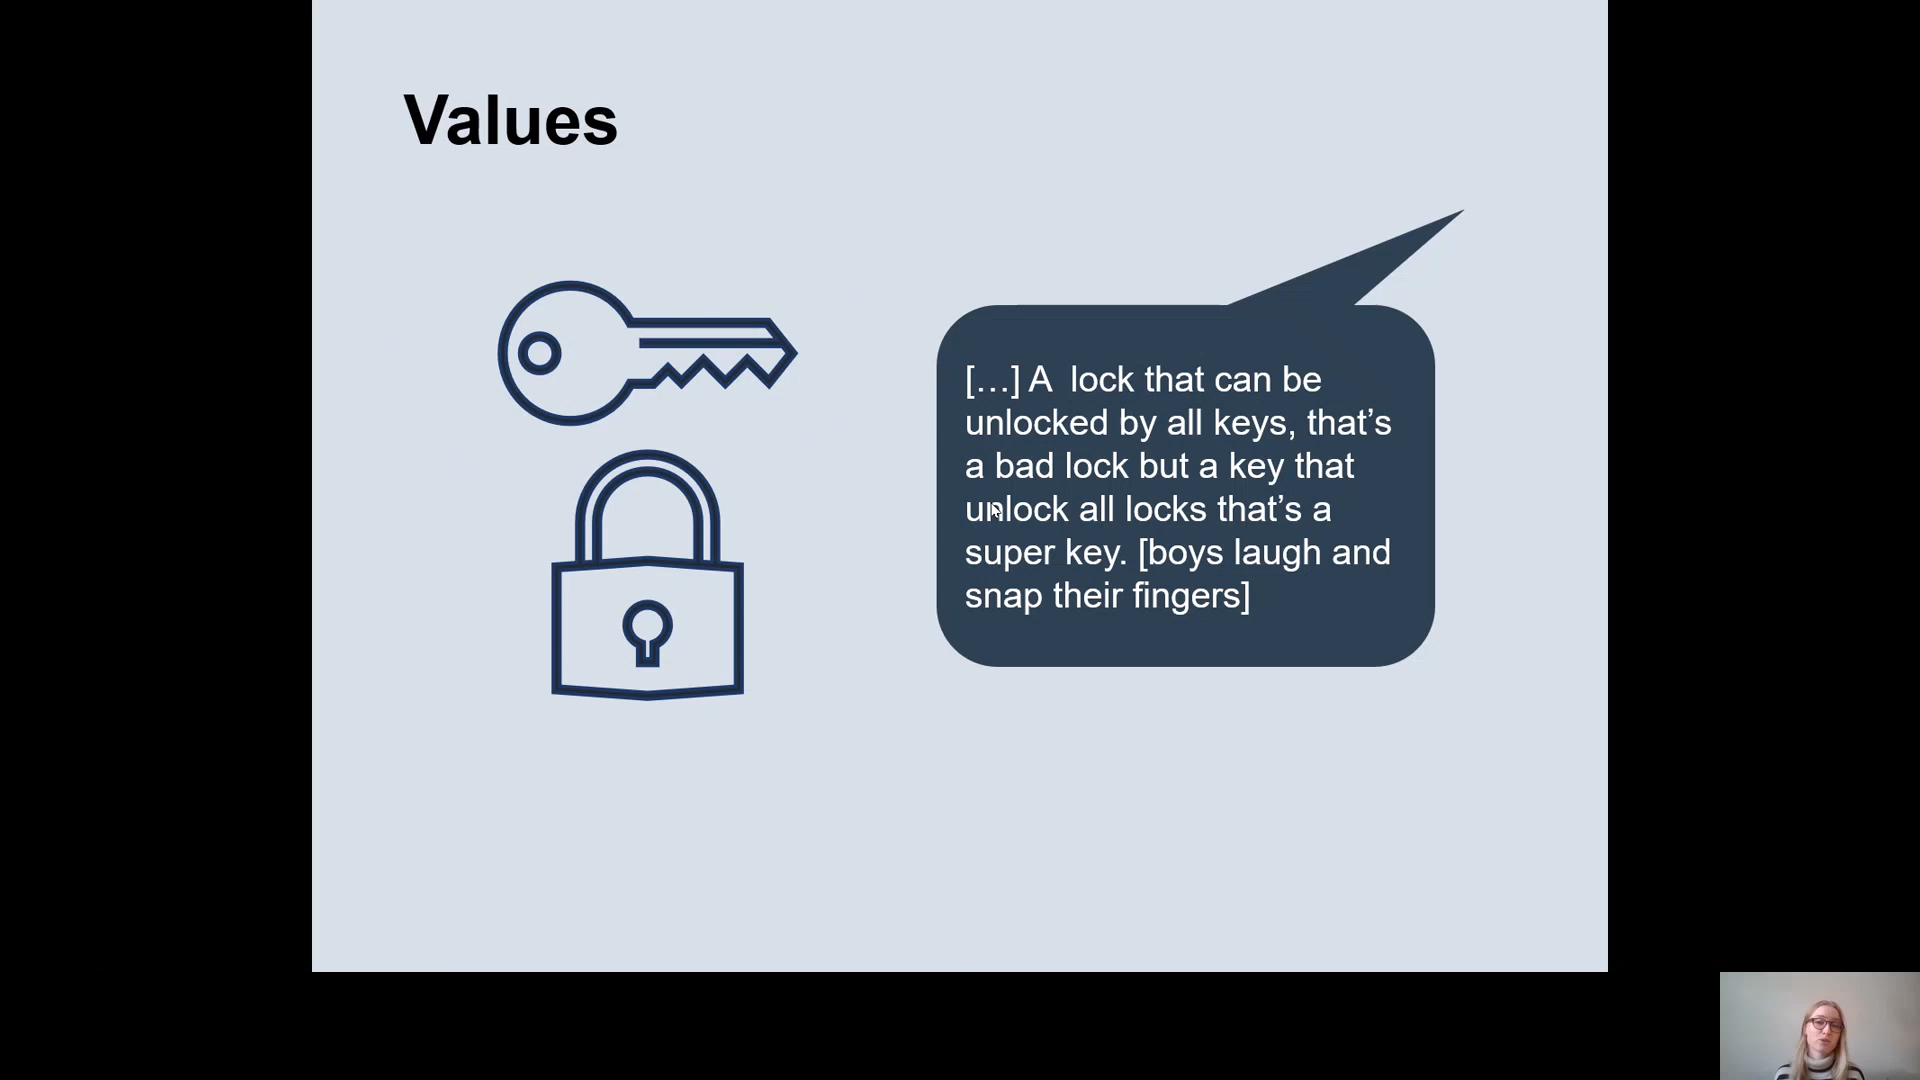 Values
[…] A  lock that can be
unlocked by all keys, that’s
a bad lock but a key that
unlock all locks that’s a
super key. [boys laugh and
snap their fingers]